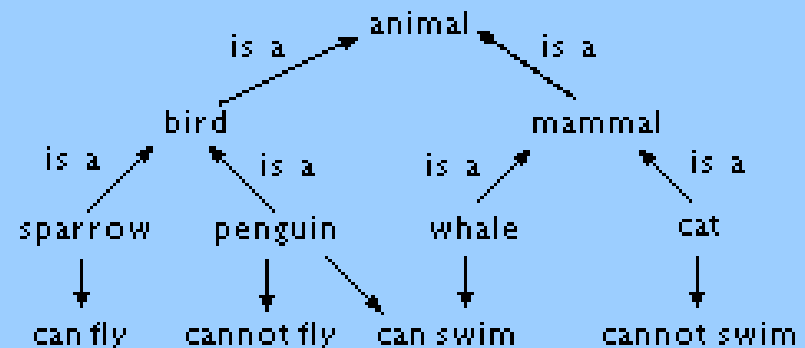 animal
is a is a
bird mammal
is a is a is a is a
sparrow penguin whale cat
can fly cannot fly can swim cannot swim